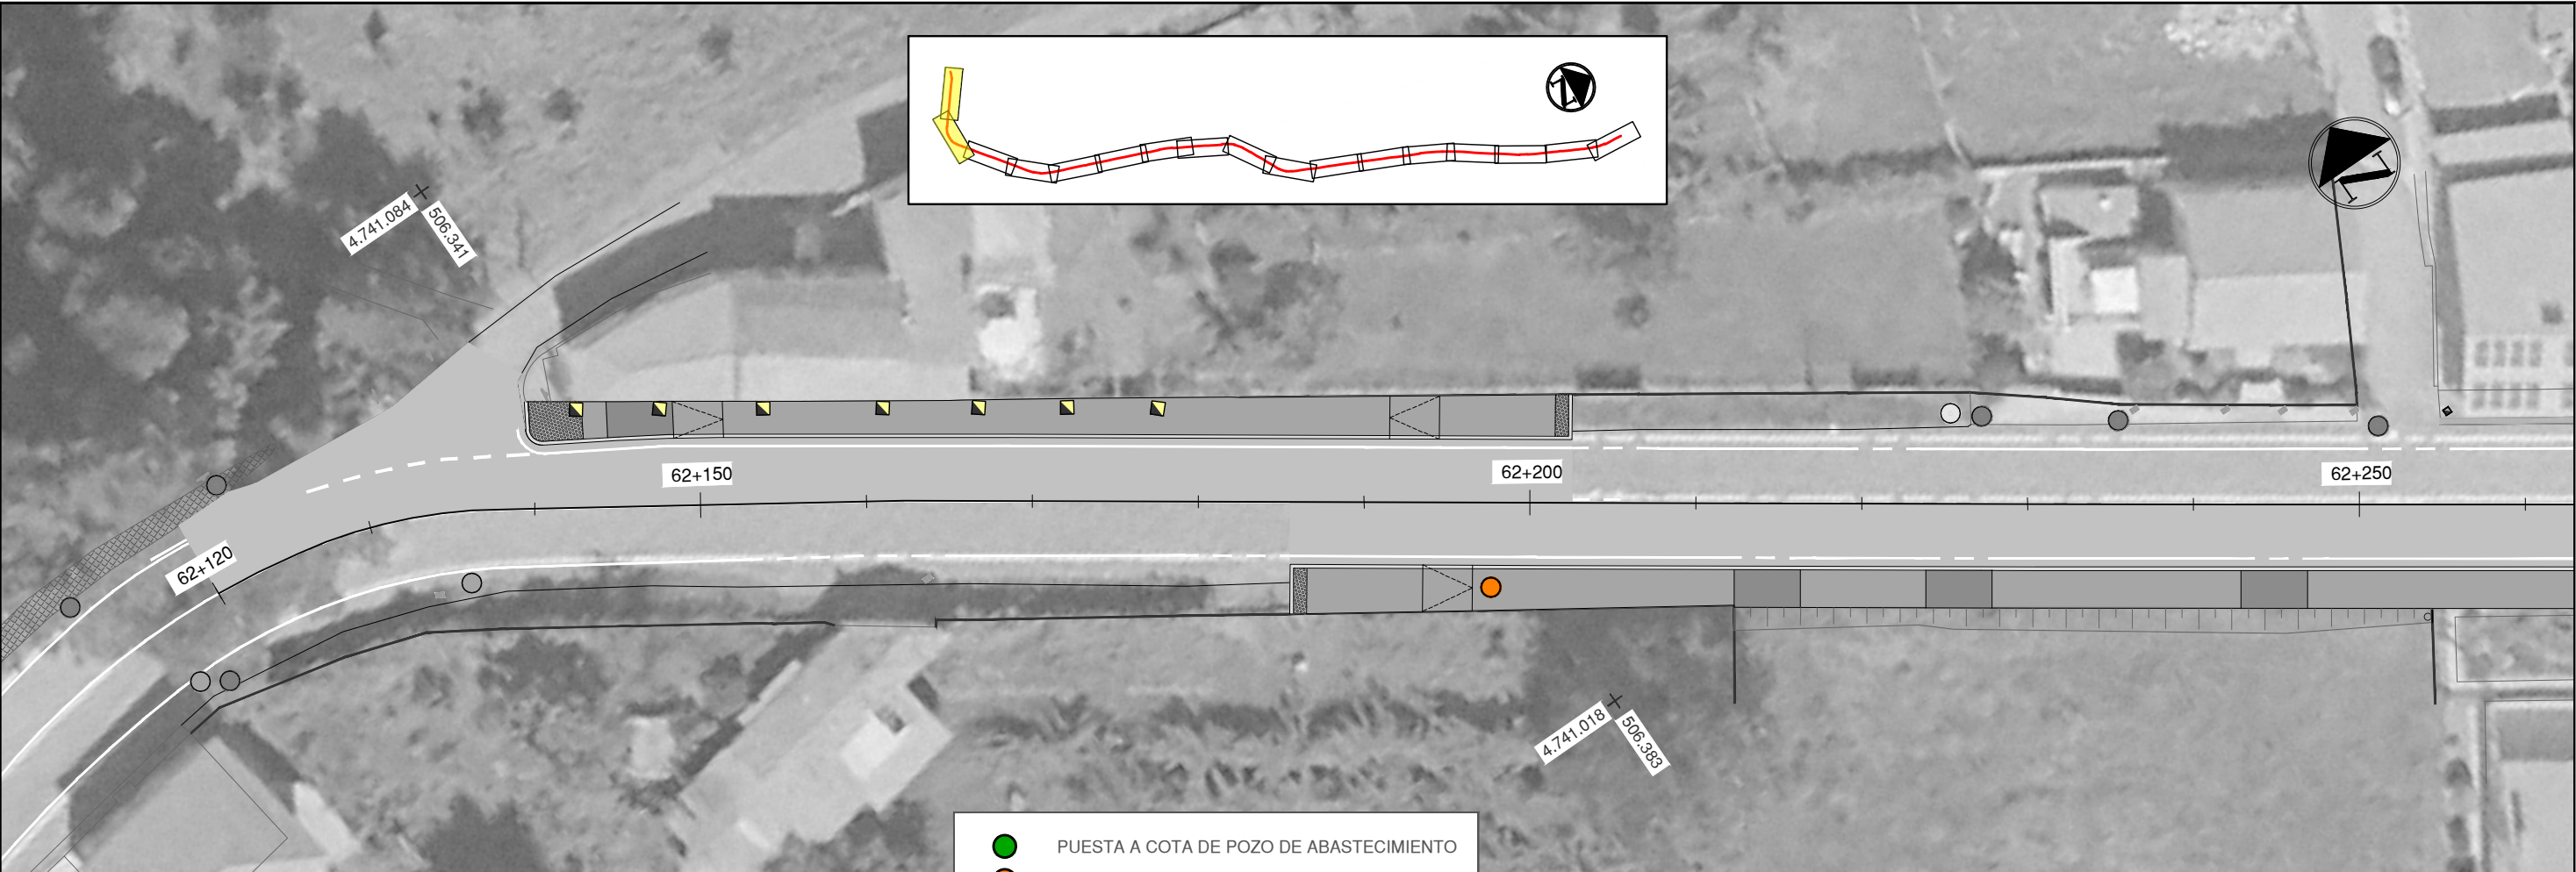 N
4.741.084
506.341
N
62+150
62+200
62+250
62+120
4.741.018
506.383
PUESTA A COTA DE POZO DE ABASTECIMIENTO